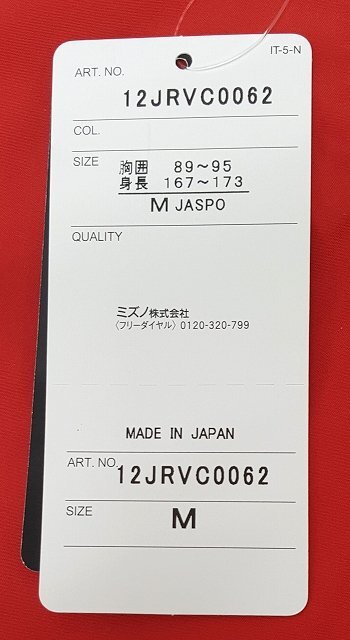 IT-5-N
ART. NO.
12JRVC0062
COL.
SIZE
胸囲 89～95
身長 167～173
M JASPO
QUALITY
ミズノ株式会社
〈フリーダイヤル〉 0120-320-799
MADE IN JAPAN
ART. NO.
12JRVC0062
SIZE
M